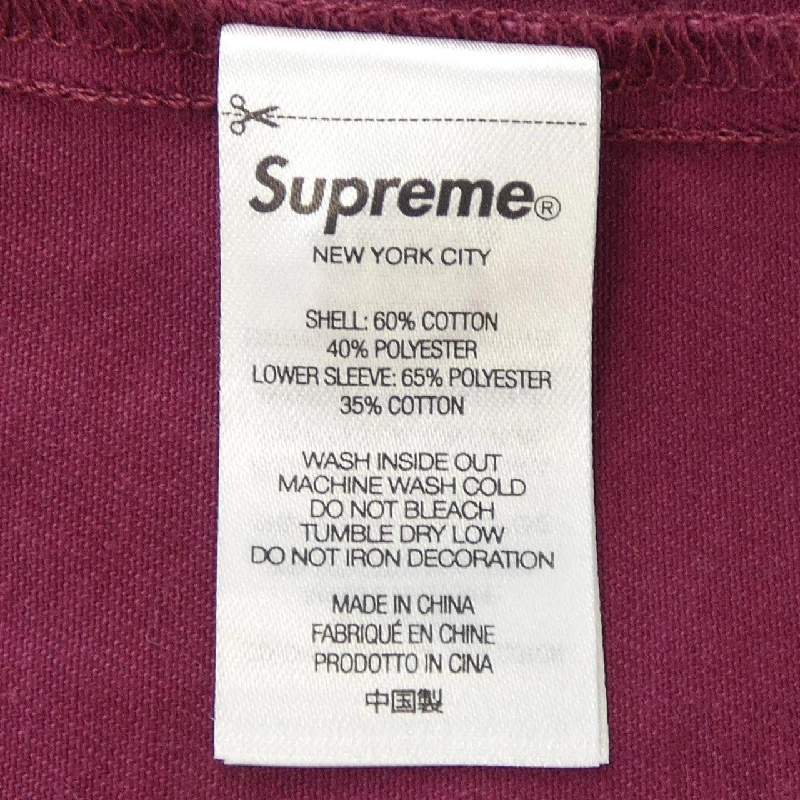 Supreme®
NEW YORK CITY
SHELL: 60% COTTON
40% POLYESTER
LOWER SLEEVE: 65% POLYESTER
35% COTTON
WASH INSIDE OUT
MACHINE WASH COLD
DO NOT BLEACH
TUMBLE DRY LOW
DO NOT IRON DECORATION
MADE IN CHINA
FABRIQUÉ EN CHINE
PRODOTTO IN CINA
中国製